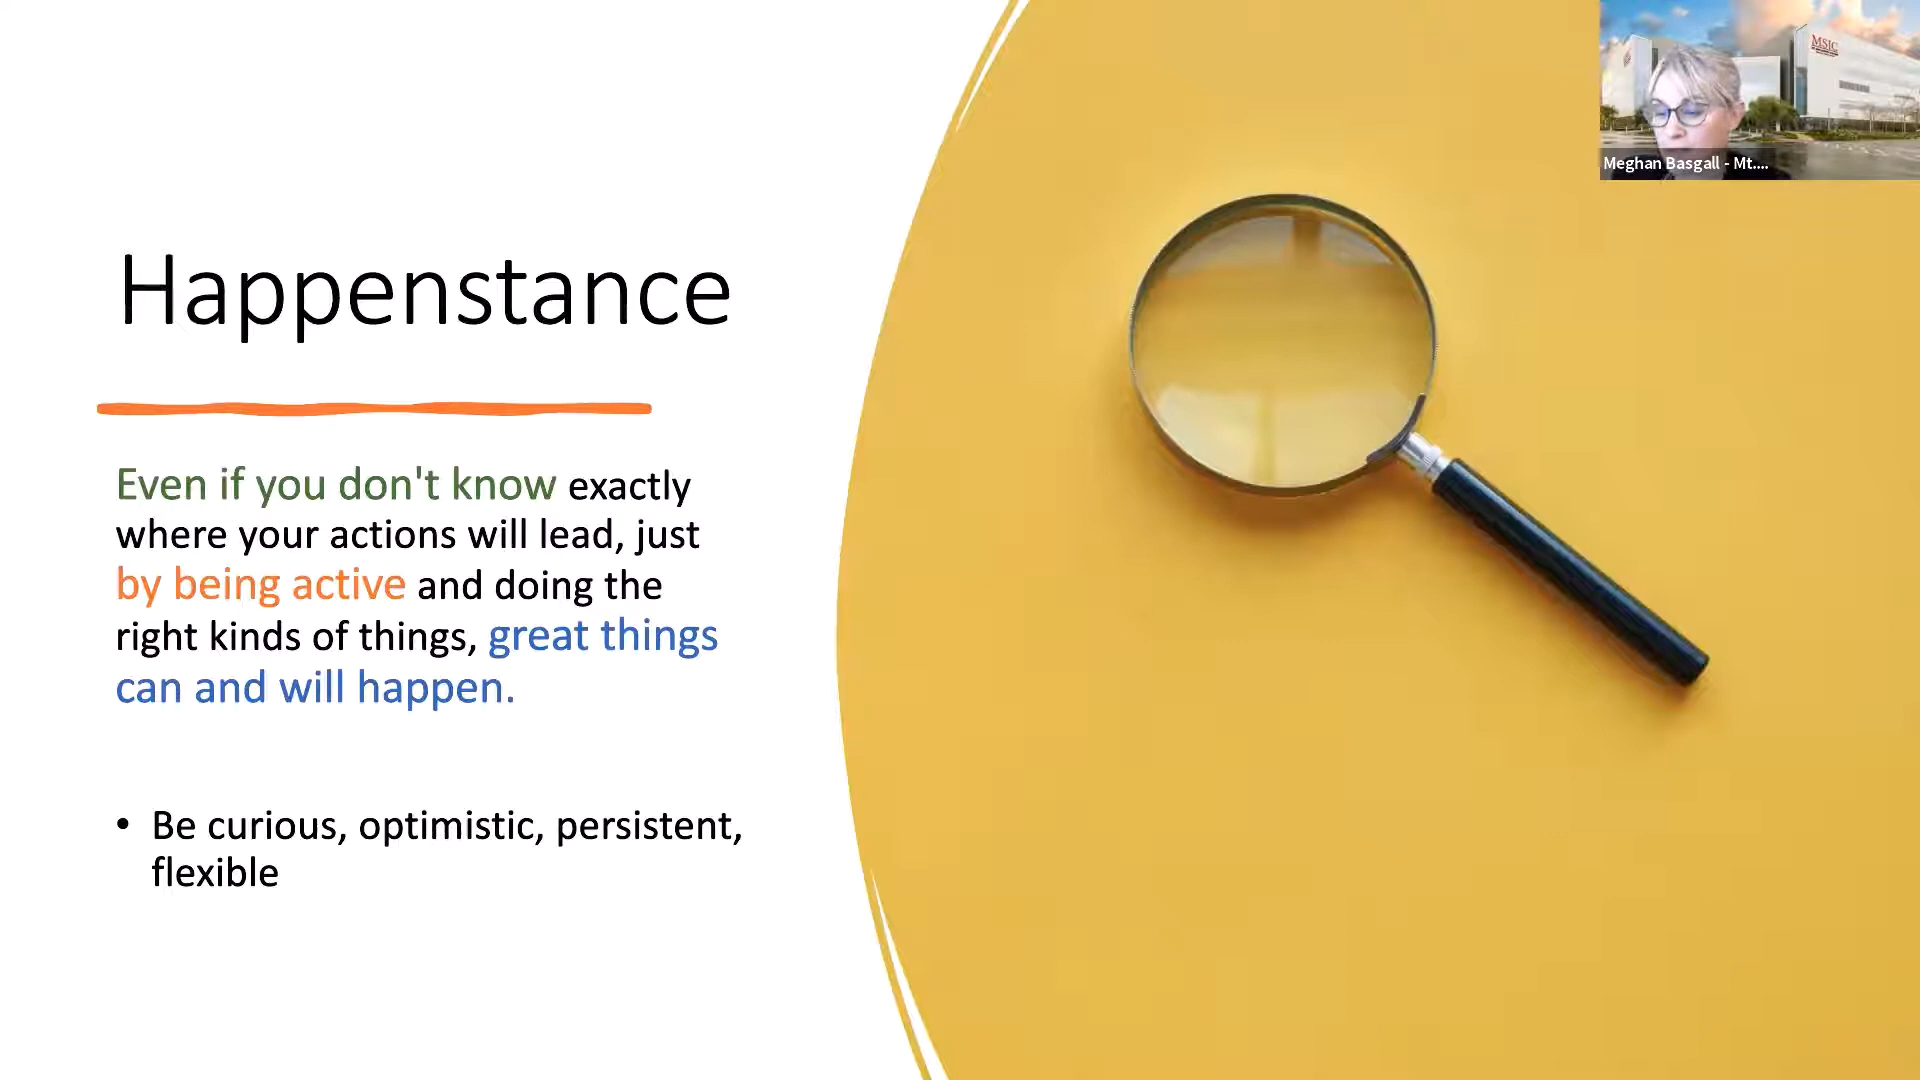 Happenstance
Even if you don't know exactly
where your actions will lead, just
by being active and doing the
right kinds of things, great things
can and will happen.
• Be curious, optimistic, persistent,
flexible
MSJC
Meghan Basgall - Mt....